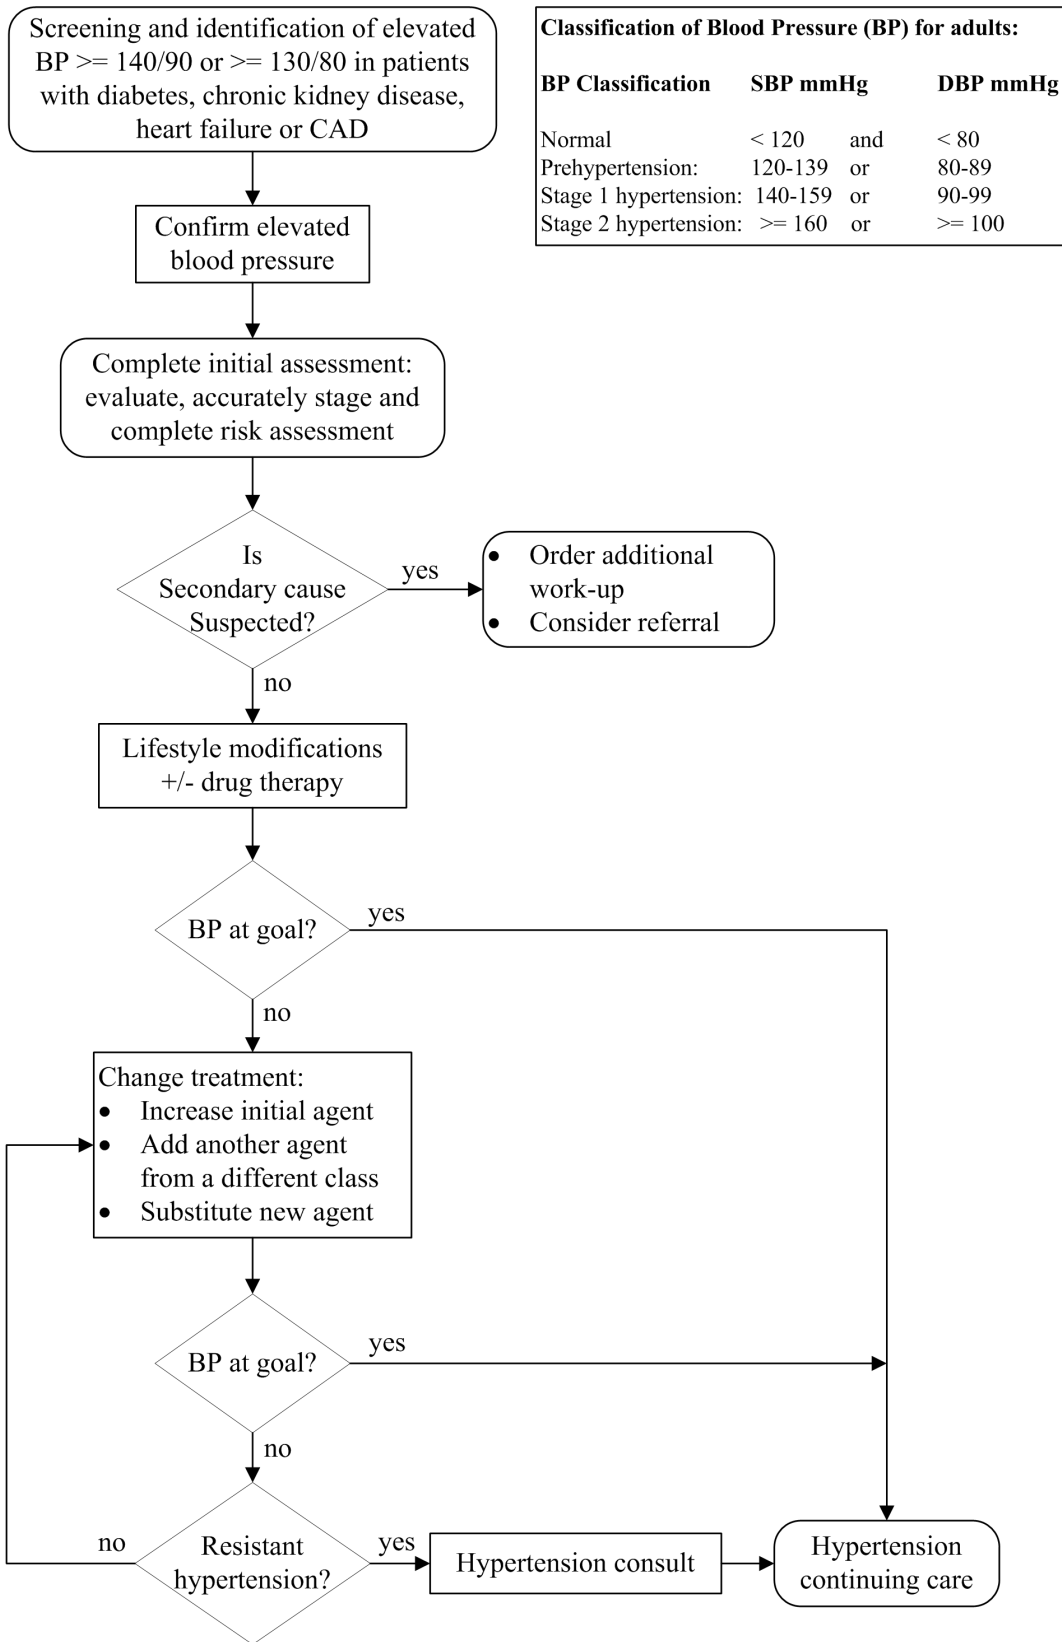 Screening and identification of elevated
BP >= 140/90 or >= 130/80 in patients
with diabetes, chronic kidney disease,
heart failure or CAD
Classification of Blood Pressure (BP) for adults:
BP Classification SBP mmHg DBP mmHg
Normal < 120 and < 80
Prehypertension: 120-139 or 80-89
Stage 1 hypertension: 140-159 or 90-99
Stage 2 hypertension: >= 160 or >= 100
Confirm elevated
blood pressure
Complete initial assessment:
evaluate, accurately stage and
complete risk assessment
Is
Secondary cause
Suspected?
yes
• Order additional
work-up
• Consider referral
no
Lifestyle modifications
+/- drug therapy
BP at goal?
yes
no
Change treatment:
• Increase initial agent
• Add another agent
from a different class
• Substitute new agent
BP at goal?
yes
no
Resistant
hypertension?
no
yes
Hypertension consult
Hypertension
continuing care